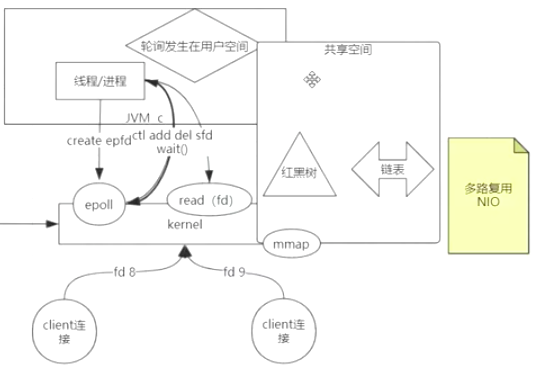 轮询发生在用户空间
共享空间
线程/进程
JVM c
create epfd
ctl add del sfd
wait()
红黑树
链表
多路复用
NIO
epoll
read（fd）
kernel
mmap
fd 8
fd 9
client连
接
client连
接